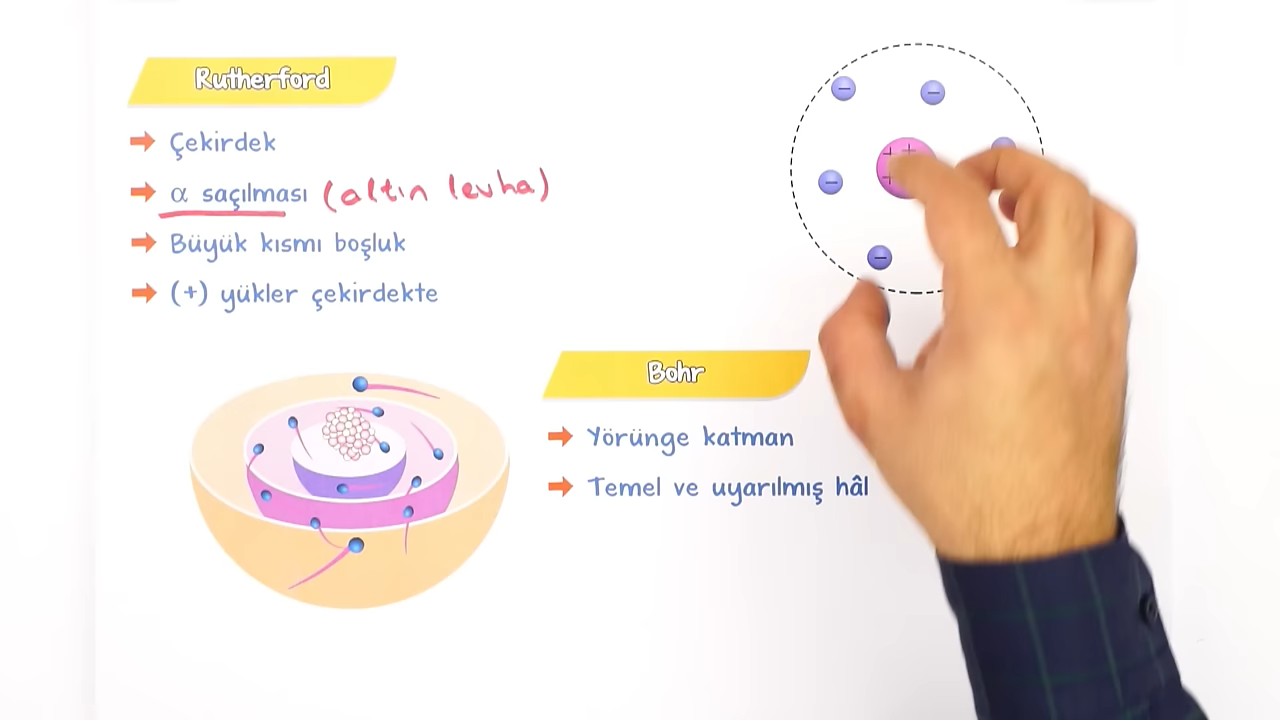 Rutherford
Çekirdek
α saçılması (altın levha)
Büyük kısmı boşluk
(+) yükler çekirdekte
Bohr
Yörünge katman
Temel ve uyarılmış hâl